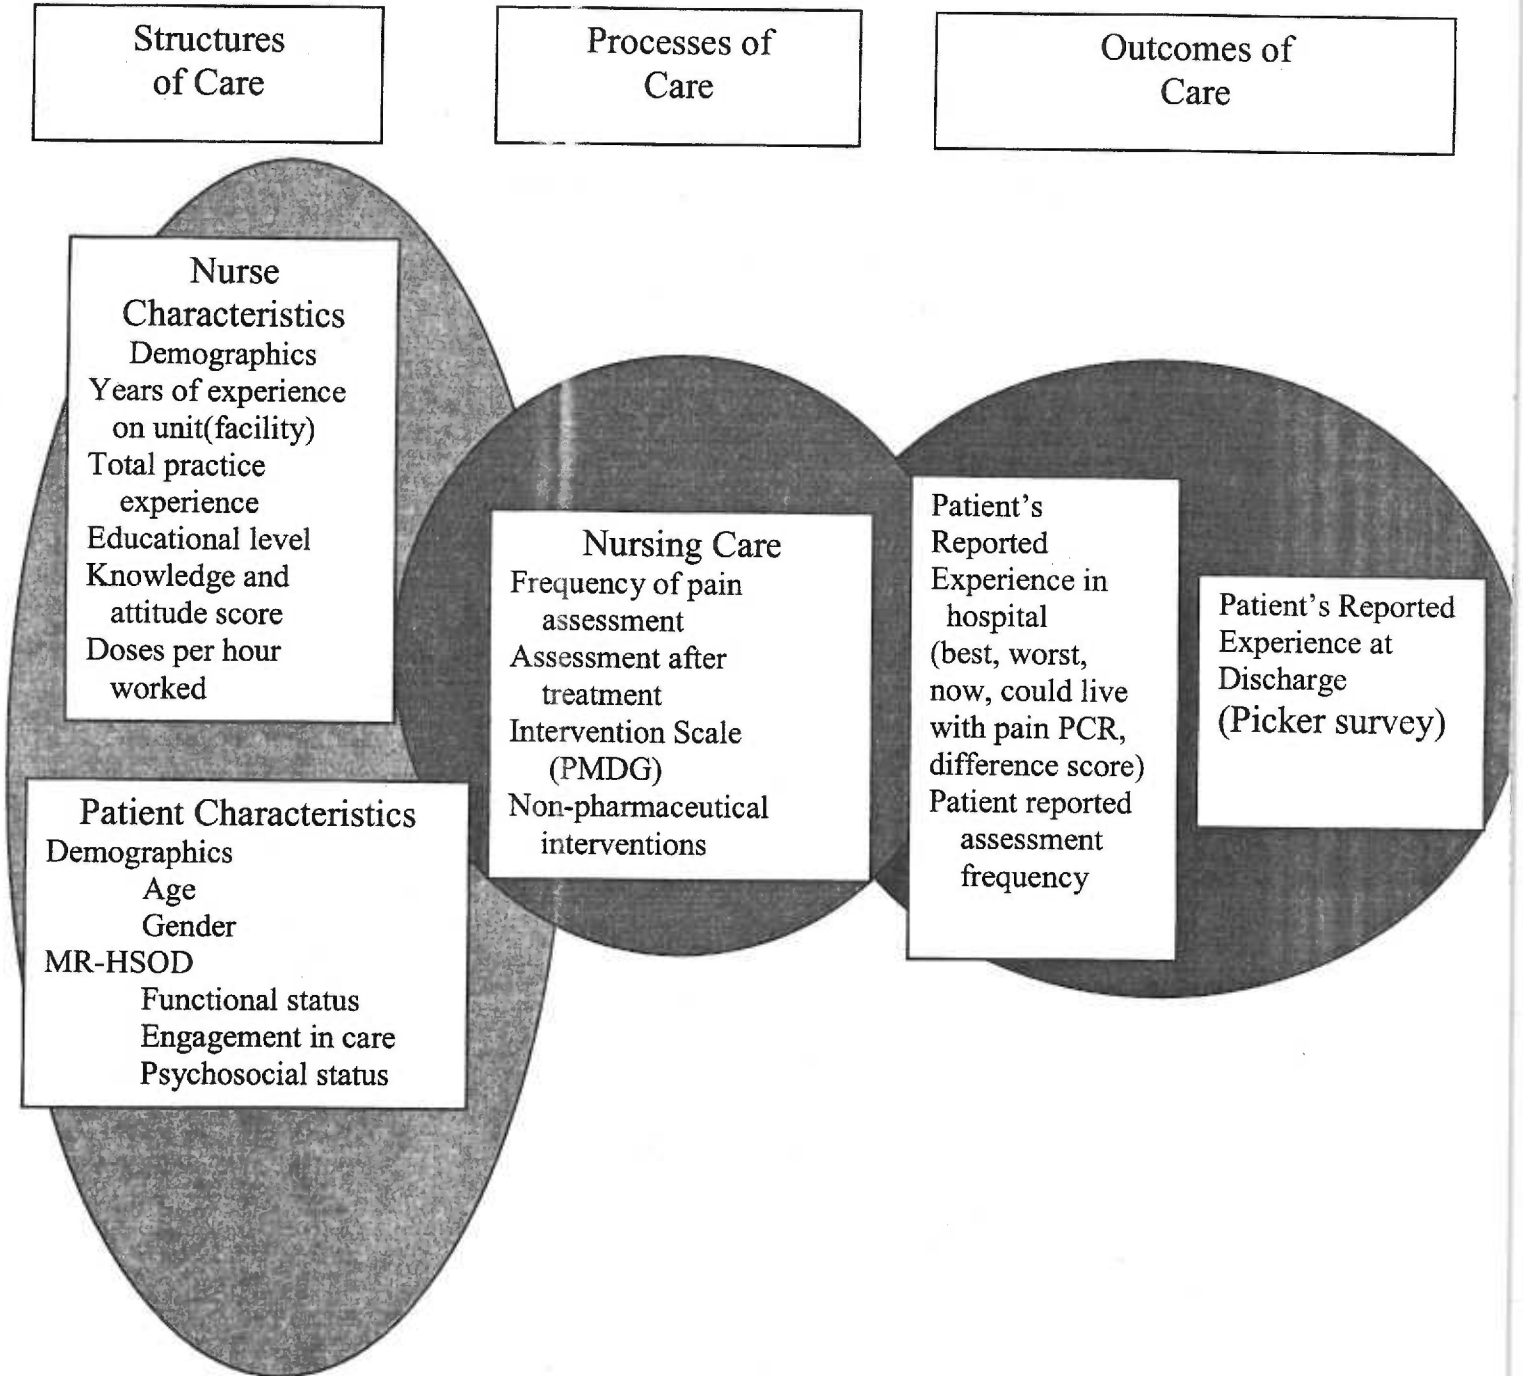 Structures
of Care
Processes of
Care
Outcomes of
Care
Nurse
Characteristics
Demographics
Years of experience
on unit(facility)
Total practice
experience
Educational level
Knowledge and
attitude score
Doses per hour
worked
Patient Characteristics
Demographics
Age
Gender
MR-HSOD
Functional status
Engagement in care
Psychosocial status
Nursing Care
Frequency of pain
assessment
Assessment after
treatment
Intervention Scale
(PMDG)
Non-pharmaceutical
interventions
Patient's
Reported
Experience in
hospital
(best, worst,
now, could live
with pain PCR,
difference score)
Patient reported
assessment
frequency
Patient's Reported
Experience at
Discharge
(Picker survey)